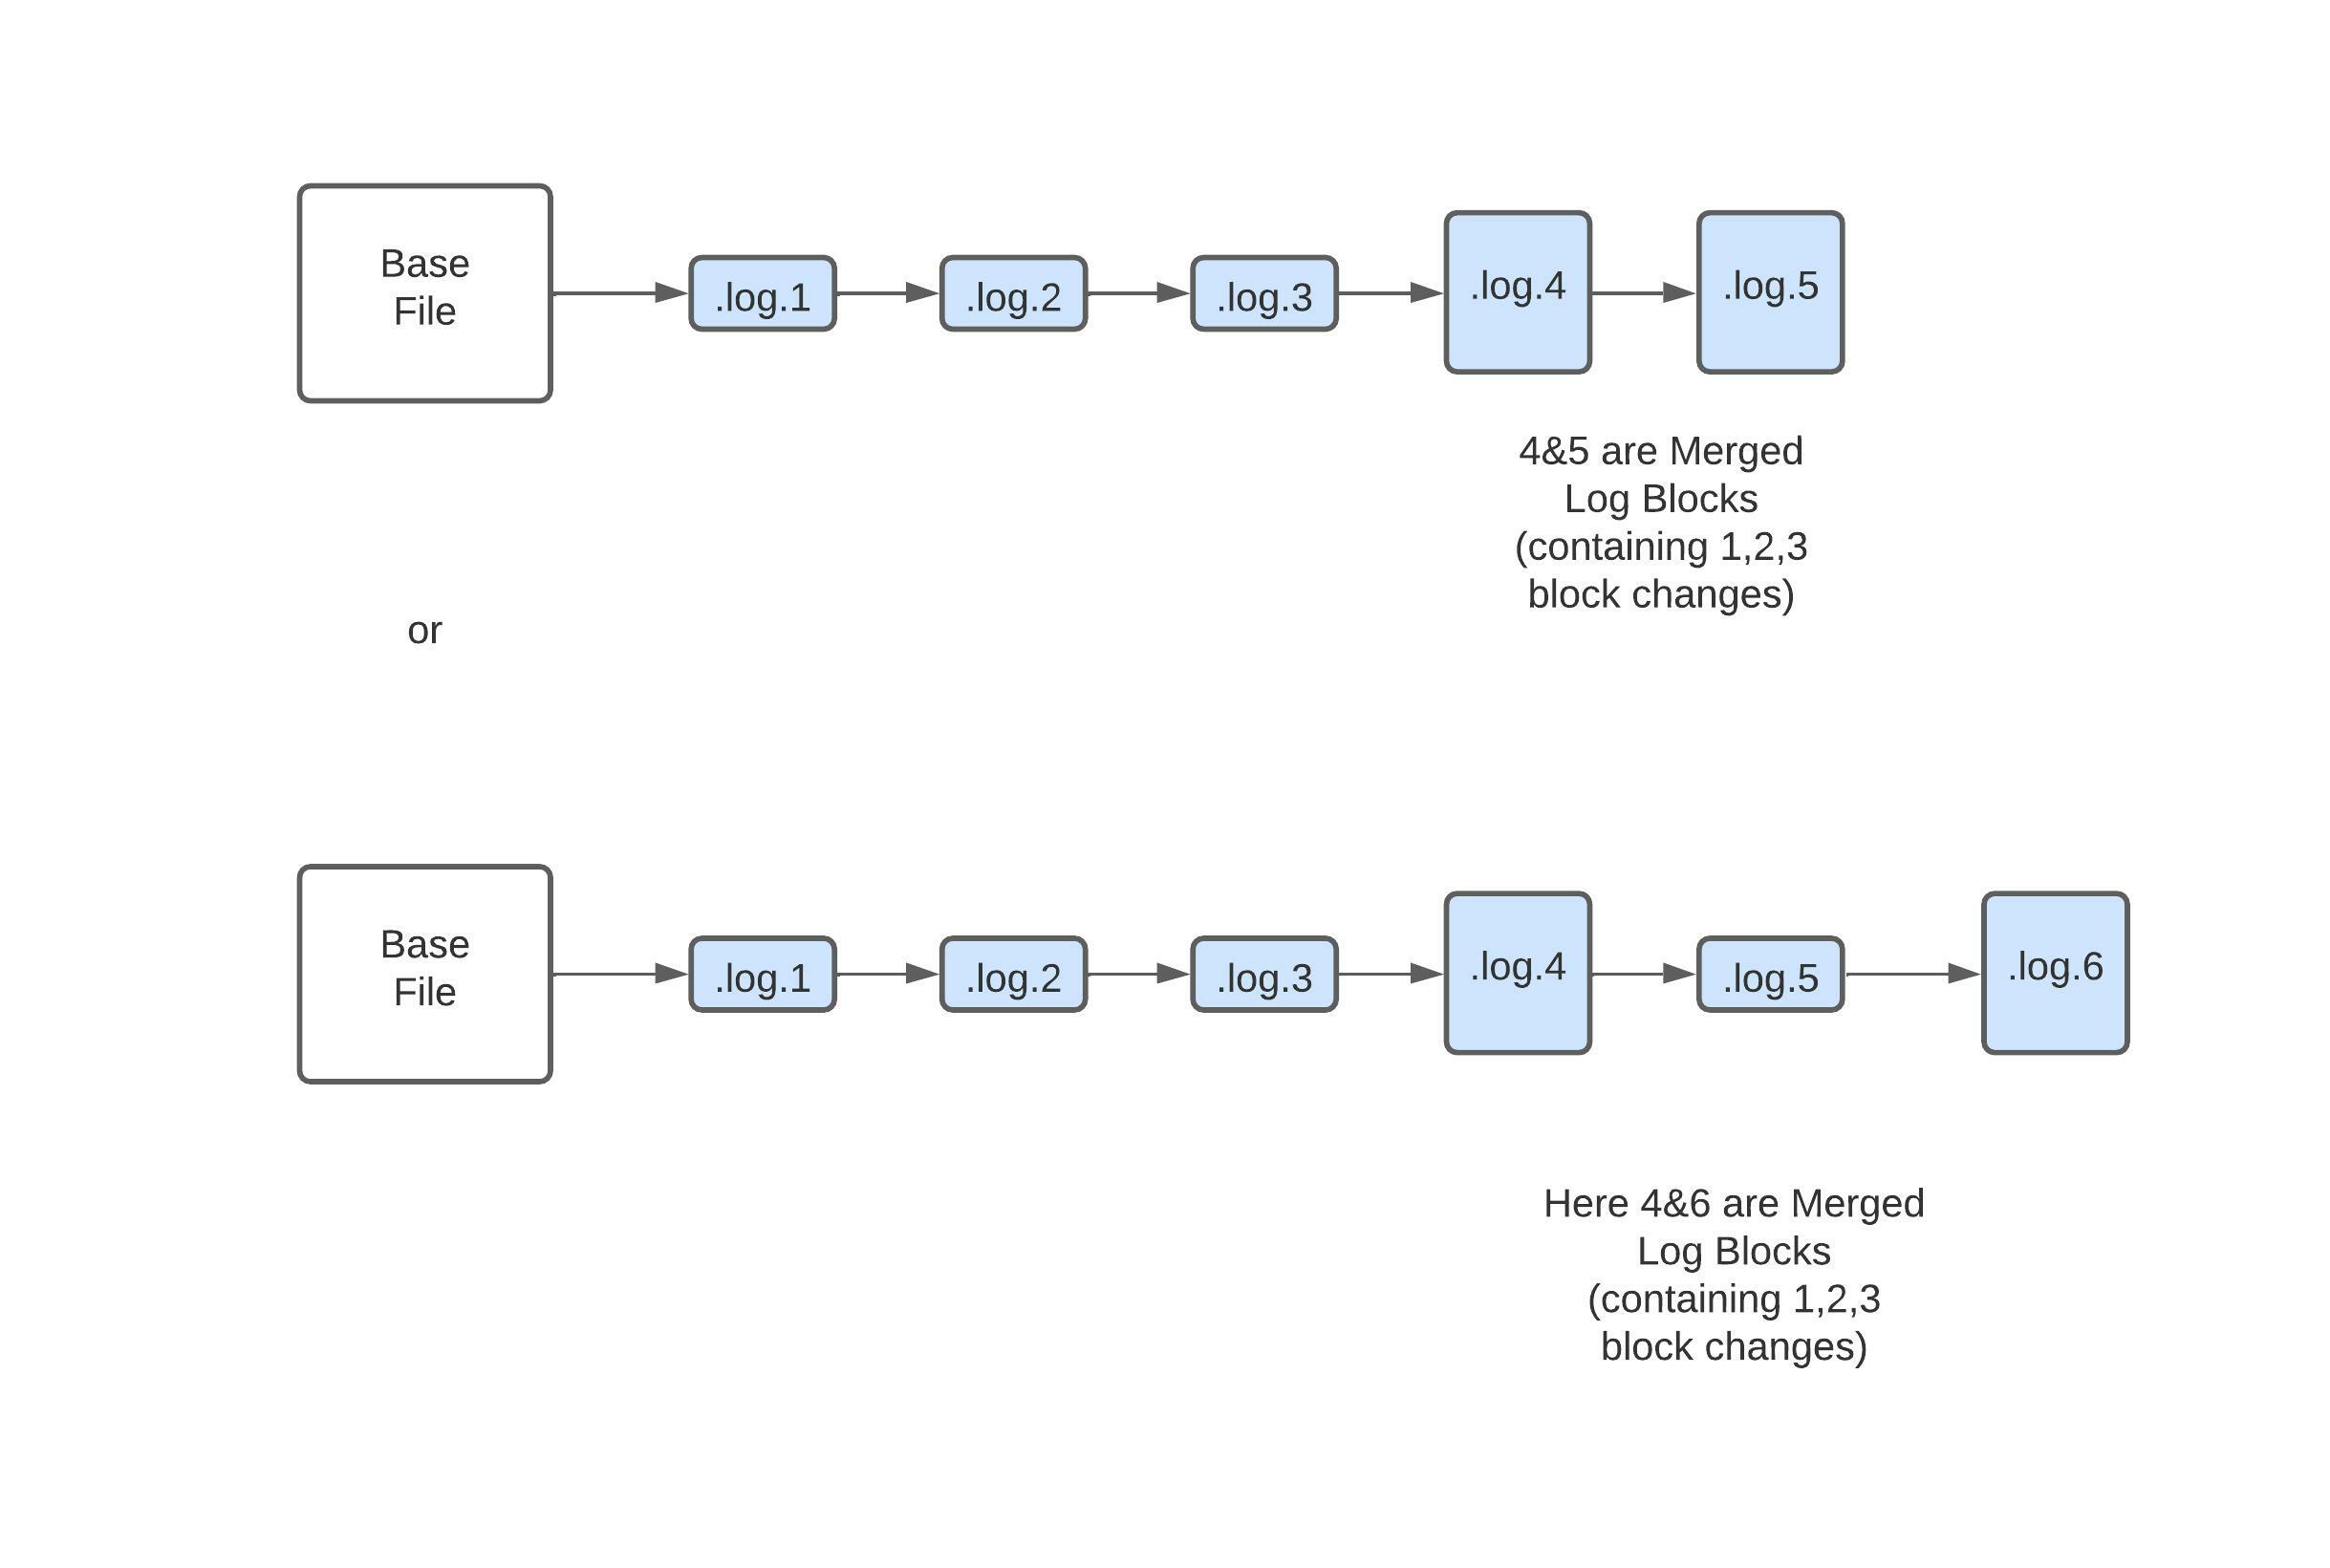 Base
File
.log.1
.log.2
.log.3
.log.4
.log.5
4&5 are Merged
Log Blocks
(containing 1,2,3
block changes)
or
Base
File
.log.1
.log.2
.log.3
.log.4
.log.5
.log.6
Here 4&6 are Merged
Log Blocks
(containing 1,2,3
block changes)